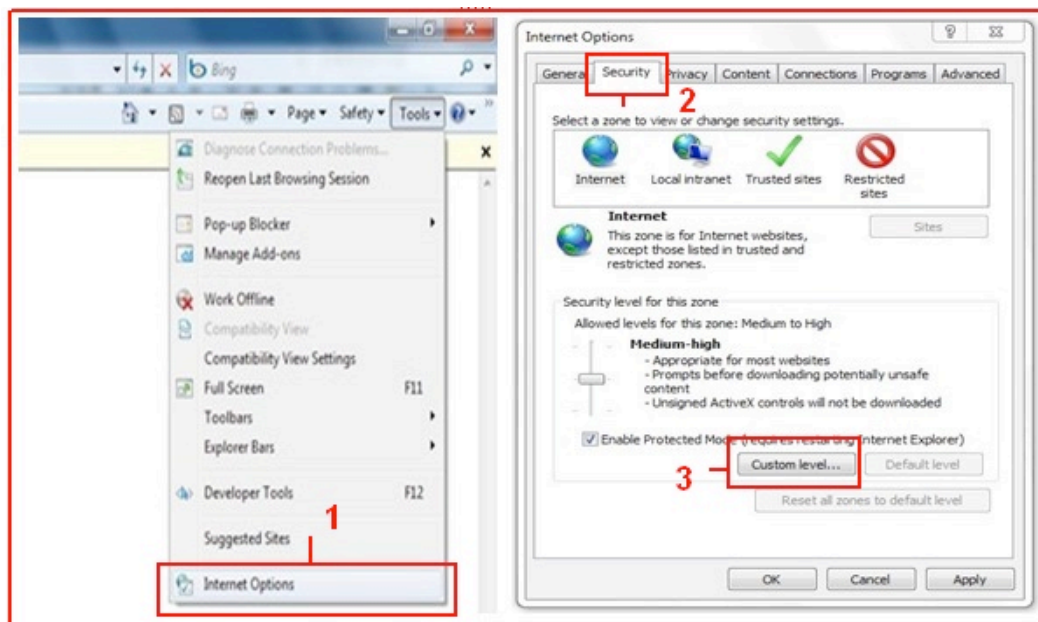 Bing
Page Safety Tools
Diagnose Connection Problems...
Reopen Last Browsing Session
Pop-up Blocker
Manage Add-ons
Work Offline
Compatibility View
Compatibility View Settings
Full Screen F11
Toolbars
Explorer Bars
Developer Tools F12
Suggested Sites
1
Internet Options
Internet Options
General Security Privacy Content Connections Programs Advanced
2
Select a zone to view or change security settings.
Internet Local intranet Trusted sites Restricted
sites
Internet
Sites
This zone is for Internet websites,
except those listed in trusted and
restricted zones.
Security level for this zone
Allowed levels for this zone: Medium to High
Medium-high
- Appropriate for most websites
- Prompts before downloading potentially unsafe
content
- Unsigned ActiveX controls will not be downloaded
Enable Protected Mode (requires restarting Internet Explorer)
3
Custom level... Default level
Reset all zones to default level
OK Cancel Apply